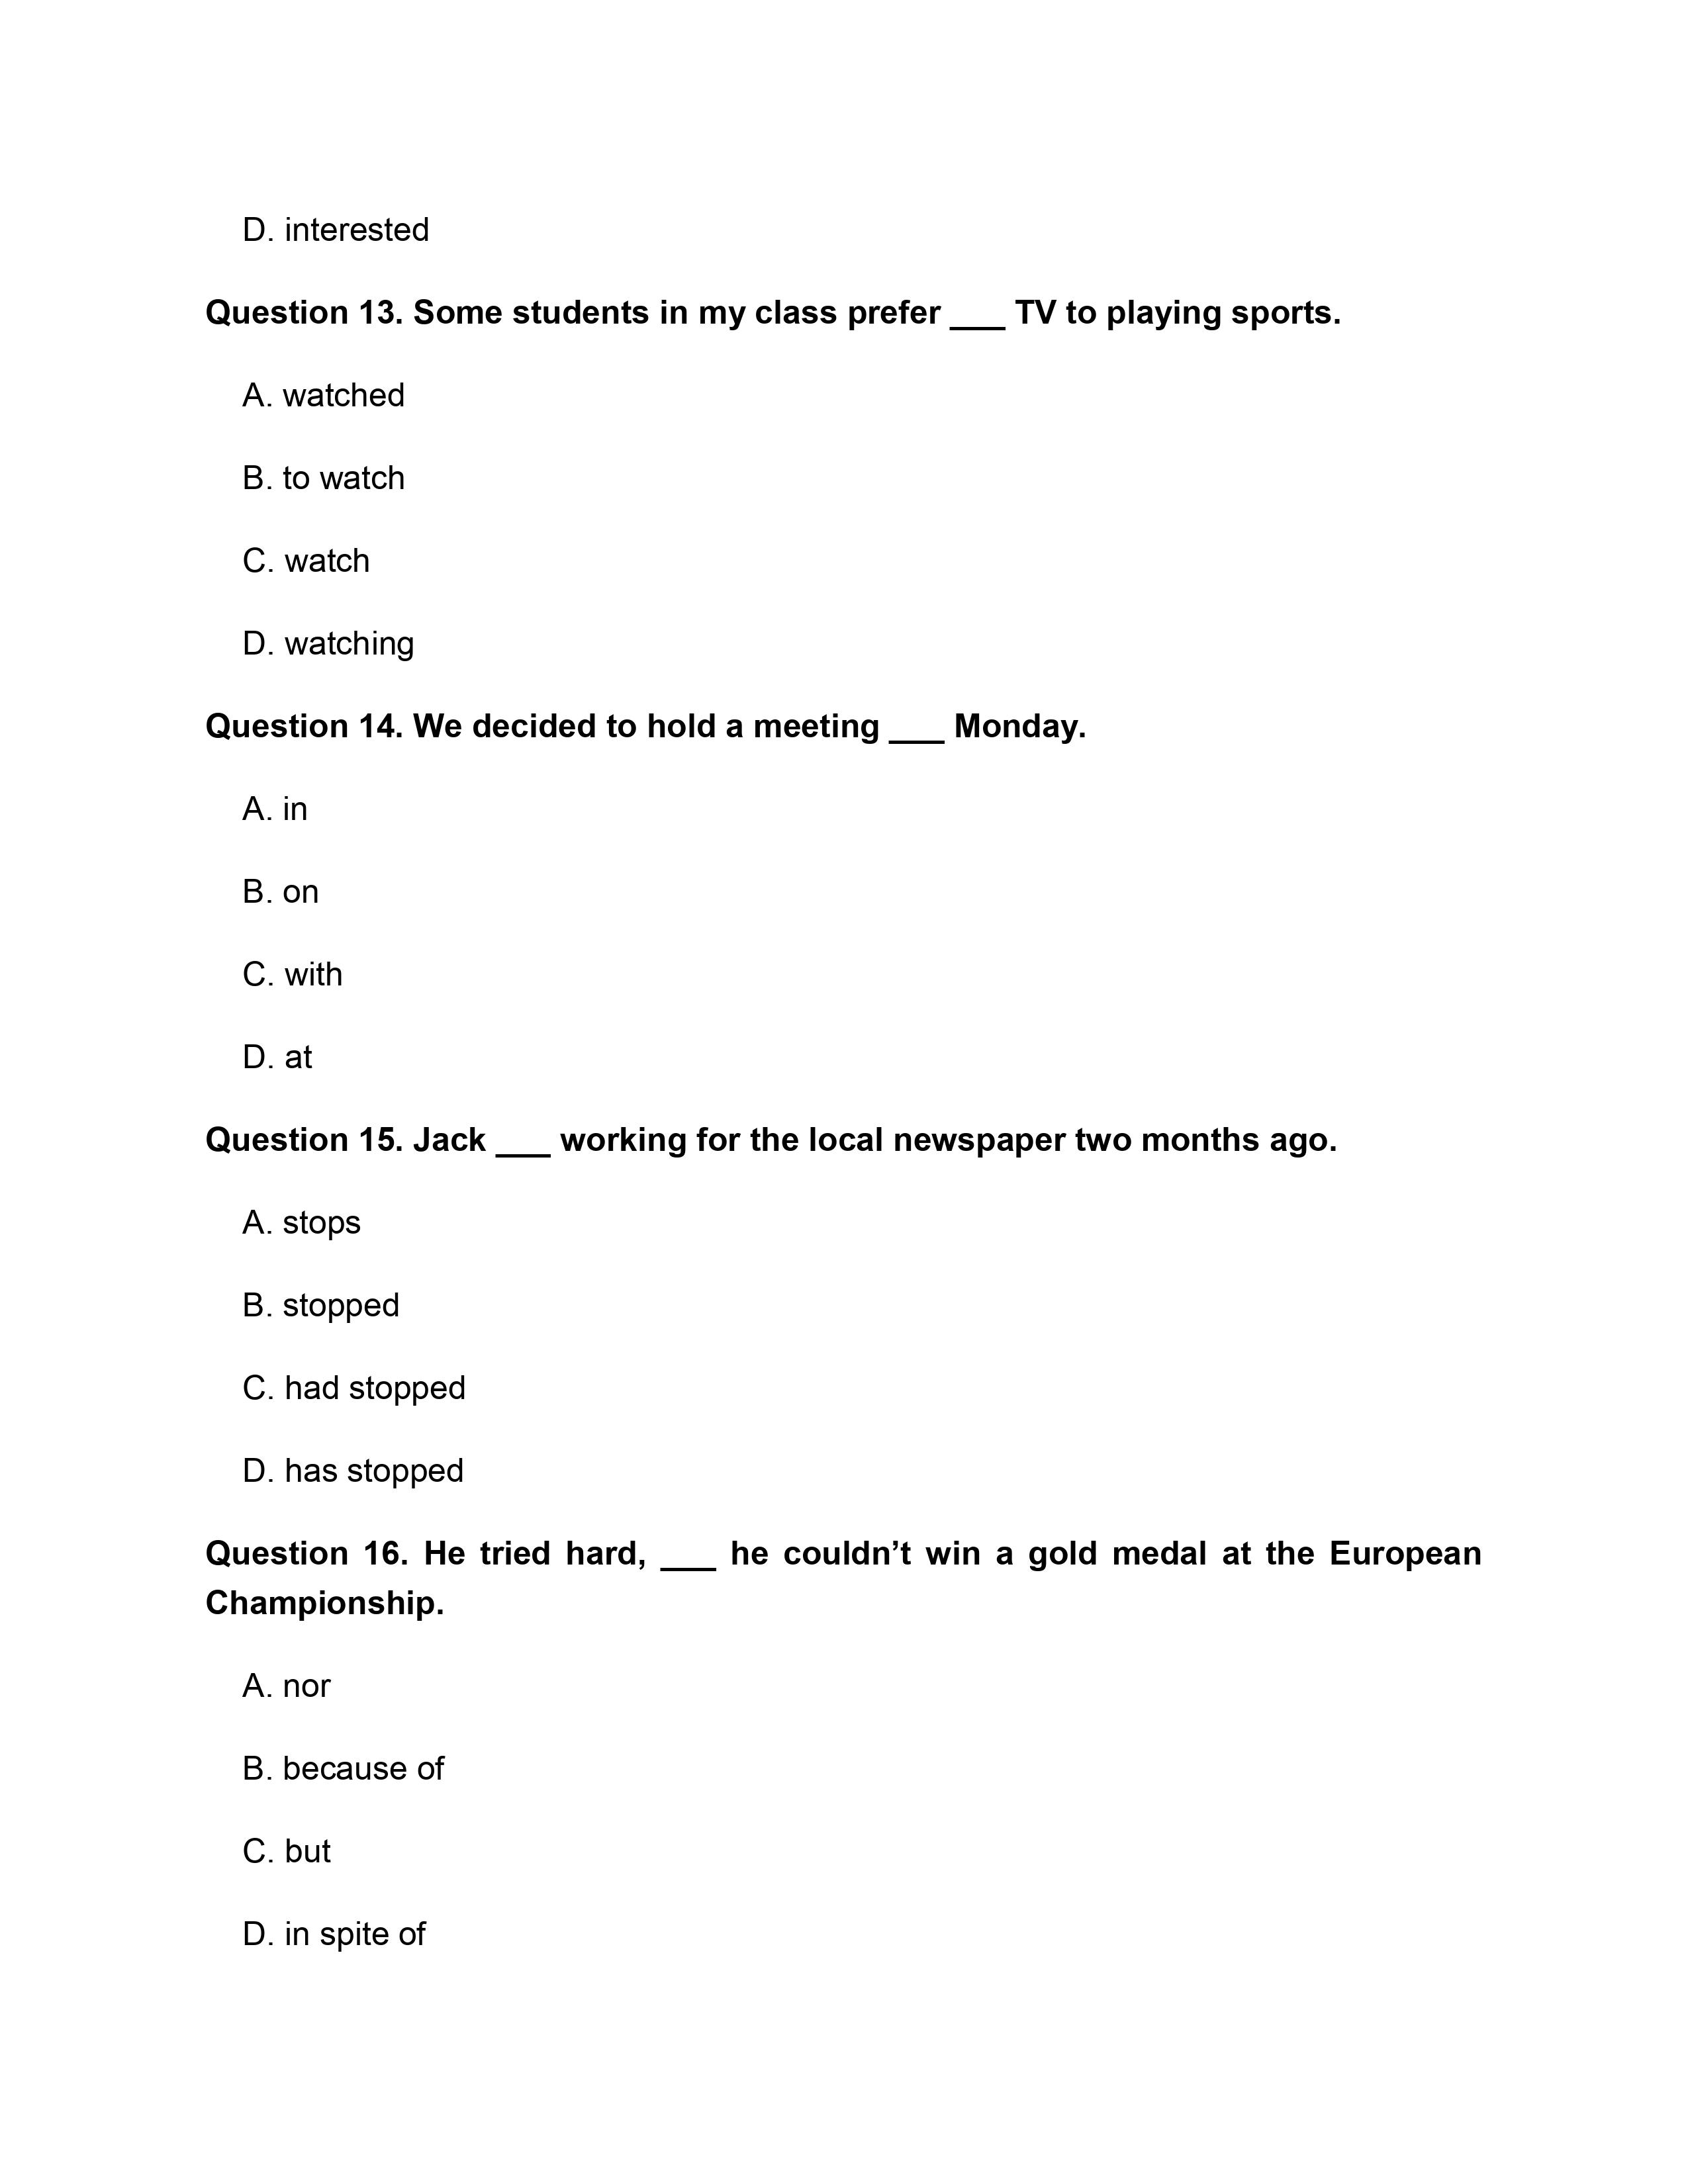 D. interested
Question 13. Some students in my class prefer ___ TV to playing sports.
A. watched
B. to watch
C. watch
D. watching
Question 14. We decided to hold a meeting ___ Monday.
A. in
B. on
C. with
D. at
Question 15. Jack ___ working for the local newspaper two months ago.
A. stops
B. stopped
C. had stopped
D. has stopped
Question 16. He tried hard, ___ he couldn’t win a gold medal at the European
Championship.
A. nor
B. because of
C. but
D. in spite of